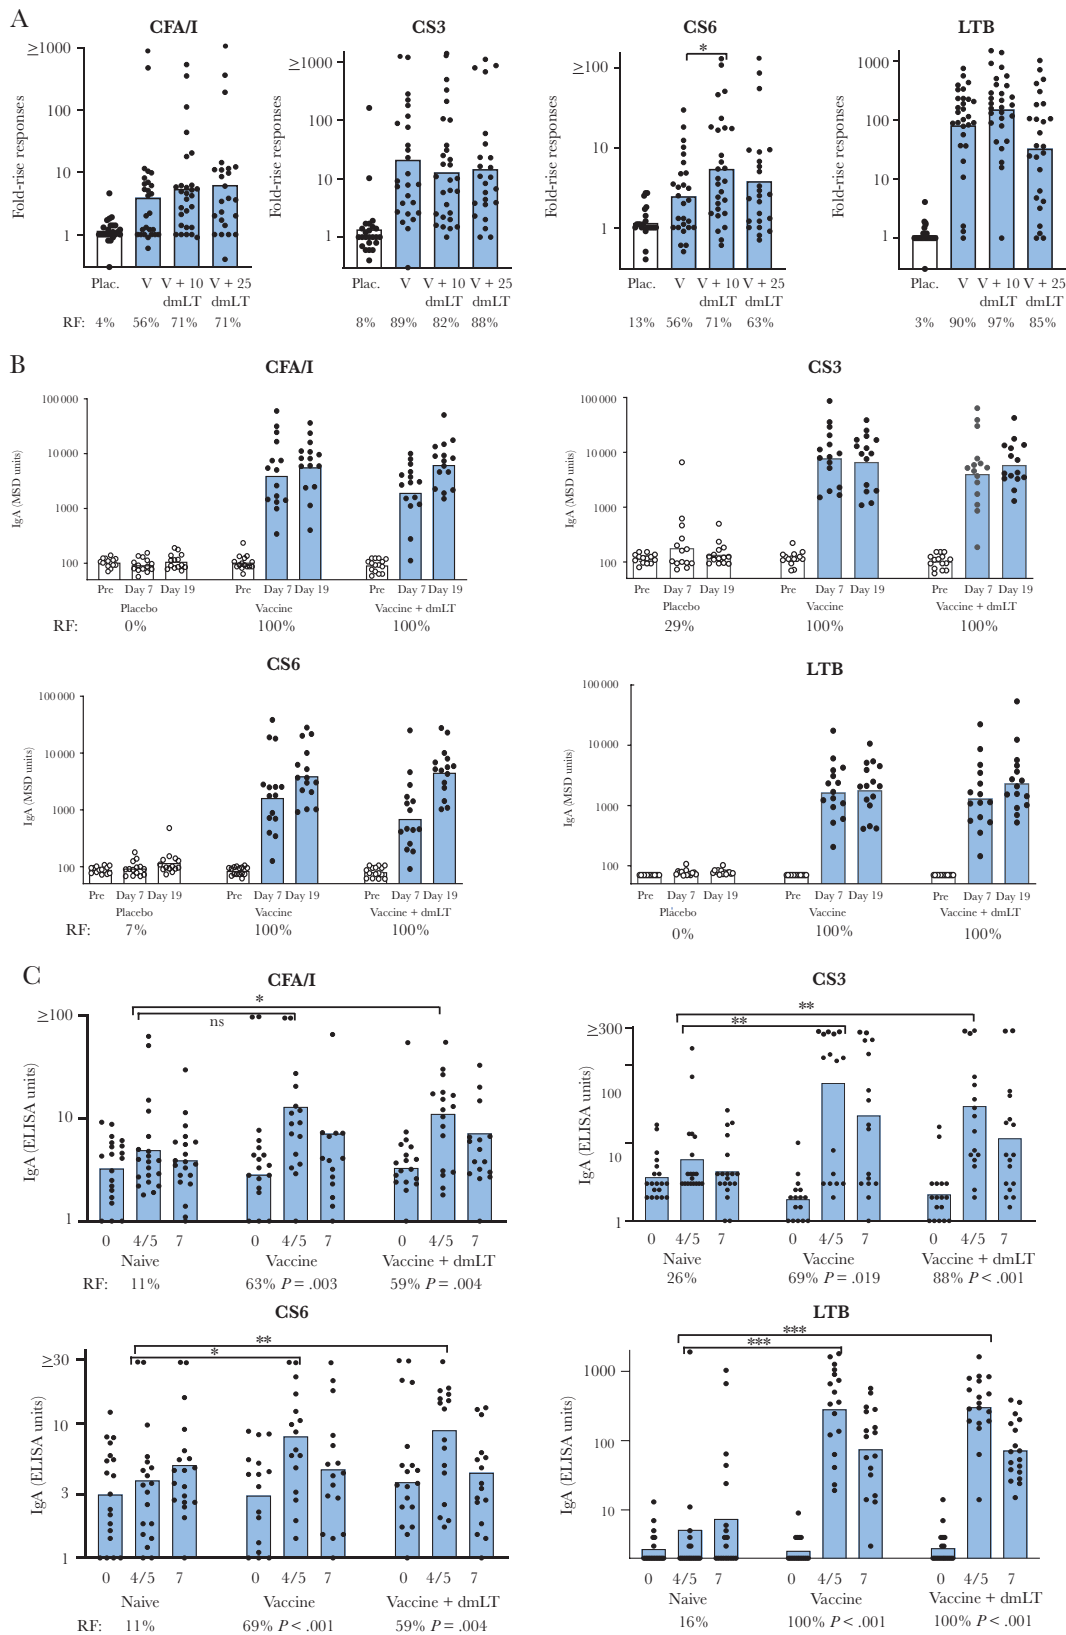 A
CFA/I
CS3
CS6
LTB
Fold-rise responses
≥1000
100
10
1
Plac. V V + 10 dmLT V + 25 dmLT
RF: 4% 56% 71% 71%
Fold-rise responses
≥1000
100
10
1
Plac. V V + 10 dmLT V + 25 dmLT
8% 89% 82% 88%
Fold-rise responses
≥100
10
1
*
Plac. V V + 10 dmLT V + 25 dmLT
13% 56% 71% 63%
Fold-rise responses
1000
100
10
1
Plac. V V + 10 dmLT V + 25 dmLT
3% 90% 97% 85%
B
CFA/I
IgA (MSD units)
100 000
10 000
1000
100
Pre Day 7 Day 19 Pre Day 7 Day 19 Pre Day 7 Day 19
Placebo Vaccine Vaccine + dmLT
RF: 0% 100% 100%
CS3
IgA (MSD units)
100 000
10 000
1000
100
Pre Day 7 Day 19 Pre Day 7 Day 19 Pre Day 7 Day 19
Placebo Vaccine Vaccine + dmLT
29% 100% 100%
CS6
IgA (MSD units)
100 000
10 000
1000
100
Pre Day 7 Day 19 Pre Day 7 Day 19 Pre Day 7 Day 19
Placebo Vaccine Vaccine + dmLT
RF: 7% 100% 100%
LTB
IgA (MSD units)
100 000
10 000
1000
100
Pre Day 7 Day 19 Pre Day 7 Day 19 Pre Day 7 Day 19
Placebo Vaccine Vaccine + dmLT
0% 100% 100%
C
CFA/I
IgA (ELISA units)
≥100
10
1
*
ns
0 4/5 7 0 4/5 7 0 4/5 7
Naive Vaccine Vaccine + dmLT
RF: 11% 63% P = .003 59% P = .004
CS3
IgA (ELISA units)
≥300
100
10
1
**
**
0 4/5 7 0 4/5 7 0 4/5 7
Naive Vaccine Vaccine + dmLT
26% 69% P = .019 88% P < .001
CS6
IgA (ELISA units)
≥30
10
3
1
**
*
0 4/5 7 0 4/5 7 0 4/5 7
Naive Vaccine Vaccine + dmLT
RF: 11% 69% P < .001 59% P = .004
LTB
IgA (ELISA units)
1000
100
10
***
***
0 4/5 7 0 4/5 7 0 4/5 7
Naive Vaccine Vaccine + dmLT
16% 100% P < .001 100% P < .001